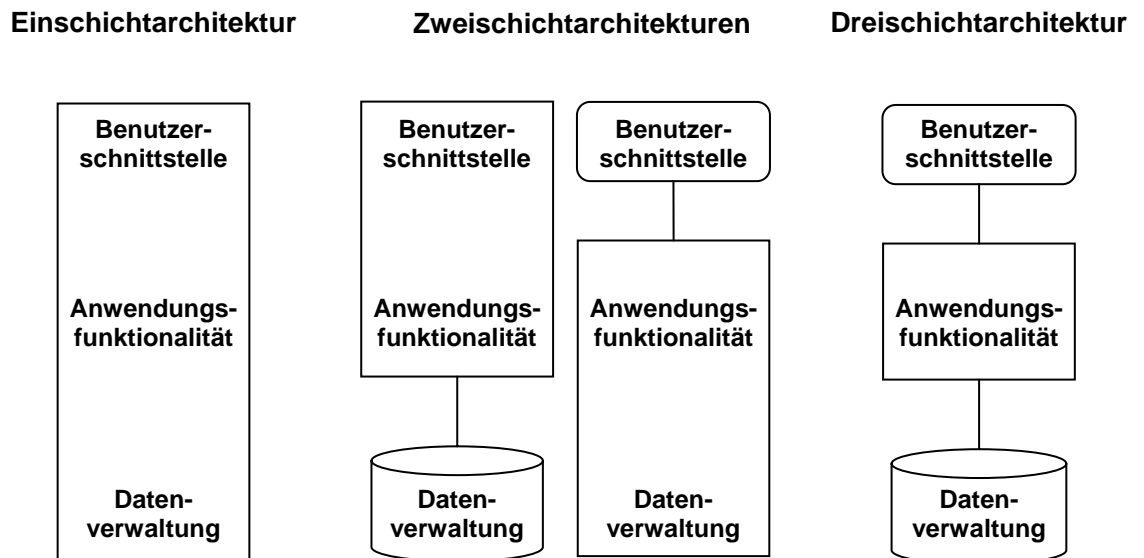 Einschichtarchitektur
Zweischichtarchitekturen
Dreischichtarchitektur
Benutzer-
schnittstelle
Anwendungs-
funktionalität
Daten-
verwaltung
Benutzer-
schnittstelle
Anwendungs-
funktionalität
Daten-
verwaltung
Benutzer-
schnittstelle
Anwendungs-
funktionalität
Daten-
verwaltung
Benutzer-
schnittstelle
Anwendungs-
funktionalität
Daten-
verwaltung